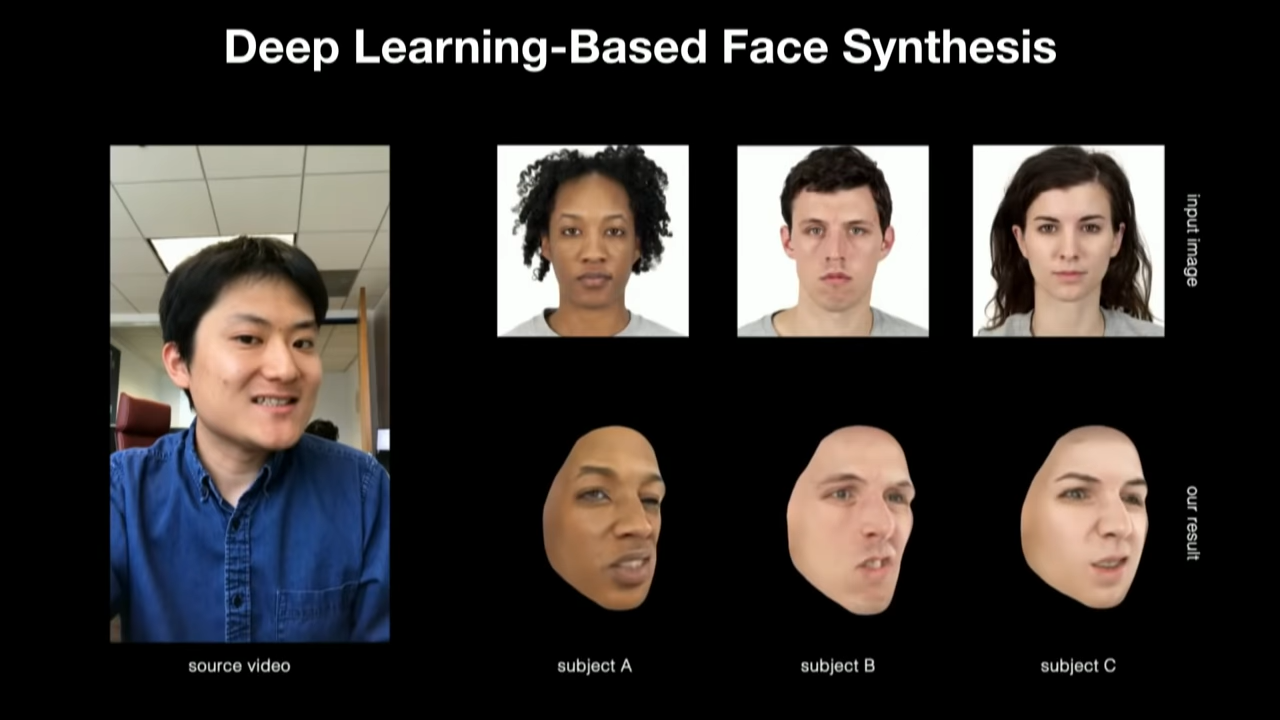 Deep Learning-Based Face Synthesis
input image
our result
source video
subject A
subject B
subject C